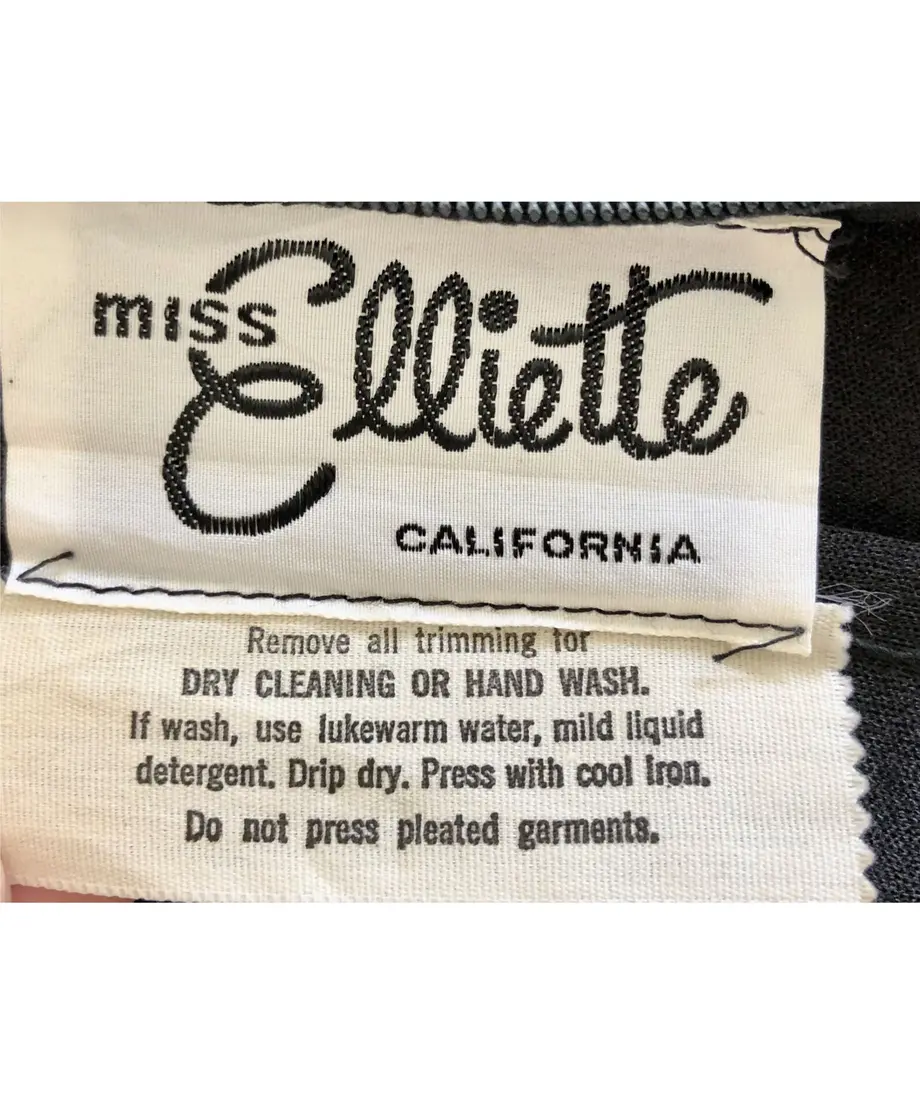 miss
Elliette
CALIFORNIA
Remove all trimming for
DRY CLEANING OR HAND WASH.
If wash, use lukewarm water, mild liquid
detergent. Drip dry. Press with cool Iron.
Do not press pleated garments.